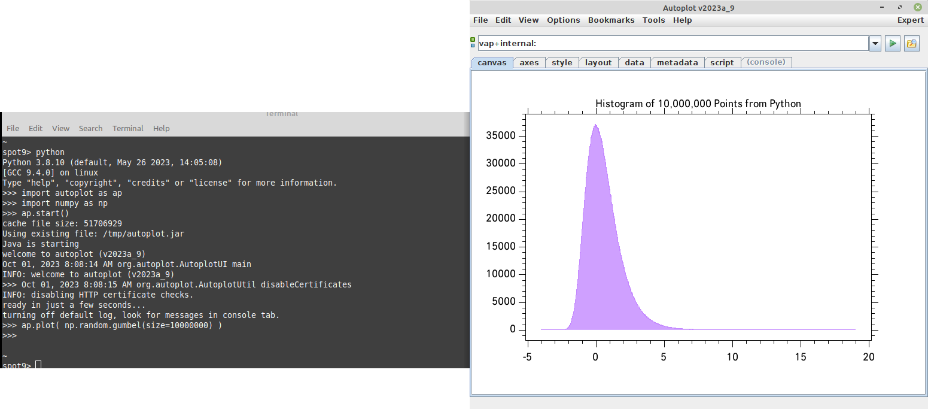 Terminal
File Edit View Search Terminal Help
~
spot9> python
Python 3.8.10 (default, May 26 2023, 14:05:08)
[GCC 9.4.0] on linux
Type "help", "copyright", "credits" or "license" for more information.
>>> import autoplot as ap
>>> import numpy as np
>>> ap.start()
cache file size: 51706929
Using existing file: /tmp/autoplot.jar
Java is starting
welcome to autoplot (v2023a_9)
Oct 01, 2023 8:08:14 AM org.autoplot.AutoplotUI main
INFO: welcome to autoplot (v2023a_9)
>>> Oct 01, 2023 8:08:15 AM org.autoplot.AutoplotUtil disableCertificates
INFO: disabling HTTP certificate checks.
ready in just a few seconds...
turning off default log, look for messages in console tab.
>>> ap.plot( np.random.gumbel(size=10000000) )
>>>
~
spot9>
Autoplot v2023a_9
File Edit View Options Bookmarks Tools Help Expert
vap+internal:
canvas axes style layout data metadata script (console)
Histogram of 10,000,000 Points from Python
35000
30000
25000
20000
15000
10000
5000
0
-5 0 5 10 15 20